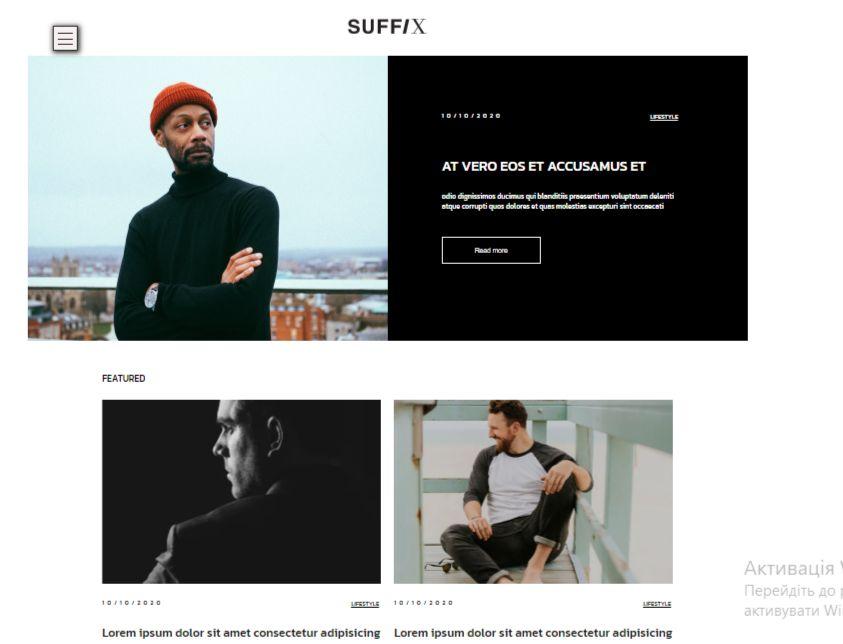 SUFFIX
10/10/2020
LIFESTYLE
AT VERO EOS ET ACCUSAMUS ET
odio dignissimos ducimus qui blanditiis praesentium voluptatum deleniti
atque corrupti quos dolores et quas molestias excepturi sint occaecati
Read more
FEATURED
10/10/2020
LIFESTYLE
10/10/2020
LIFESTYLE
Lorem ipsum dolor sit amet consectetur adipisicing
Lorem ipsum dolor sit amet consectetur adipisicing
Активація
Перейдіть до
активувати Wi